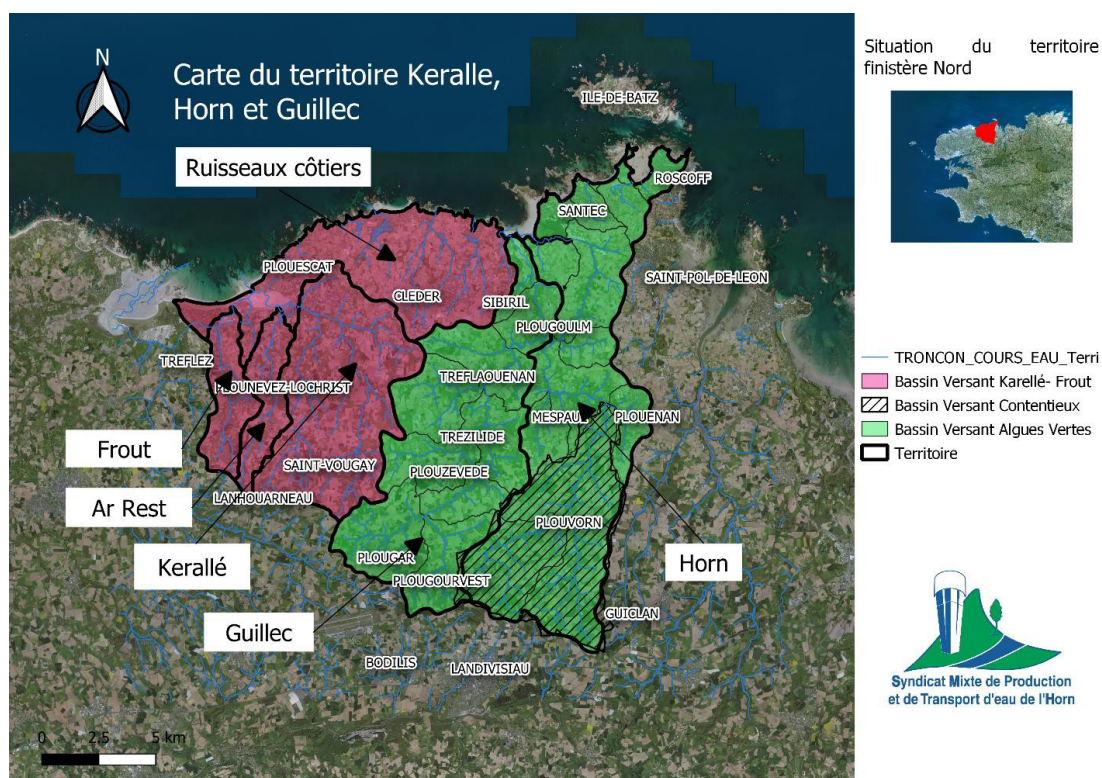 N
Carte du territoire Keralle,
Horn et Guillec
Ruisseaux côtiers
ILE-DE-BATZ
ROSCOFF
SANTEC
SAINT-POL-DE-LEON
PLOUESCAT
CLEDER
SIBIRIL
PLOUGOULM
TREFLEZ
PLOUNEVEZ-LOCHRIST
TREFLAOUENAN
MESPAUL
PLOUENAN
TREZILIDE
SAINT-VOUGAY
PLOUZEVEDE
LANHOUARNEAU
PLOUVORN
PLOUGAR
PLOUGOURVEST
GUICLAN
BODILIS
LANDIVISIAU
Frout
Ar Rest
Kerallé
Guillec
Horn
0 2.5 5 km
Situation du territoire
finistère Nord
TRONCON_COURS_EAU_Terri
Bassin Versant Karellé- Frout
Bassin Versant Contentieux
Bassin Versant Algues Vertes
Territoire
Syndicat Mixte de Production
et de Transport d'eau de l'Horn